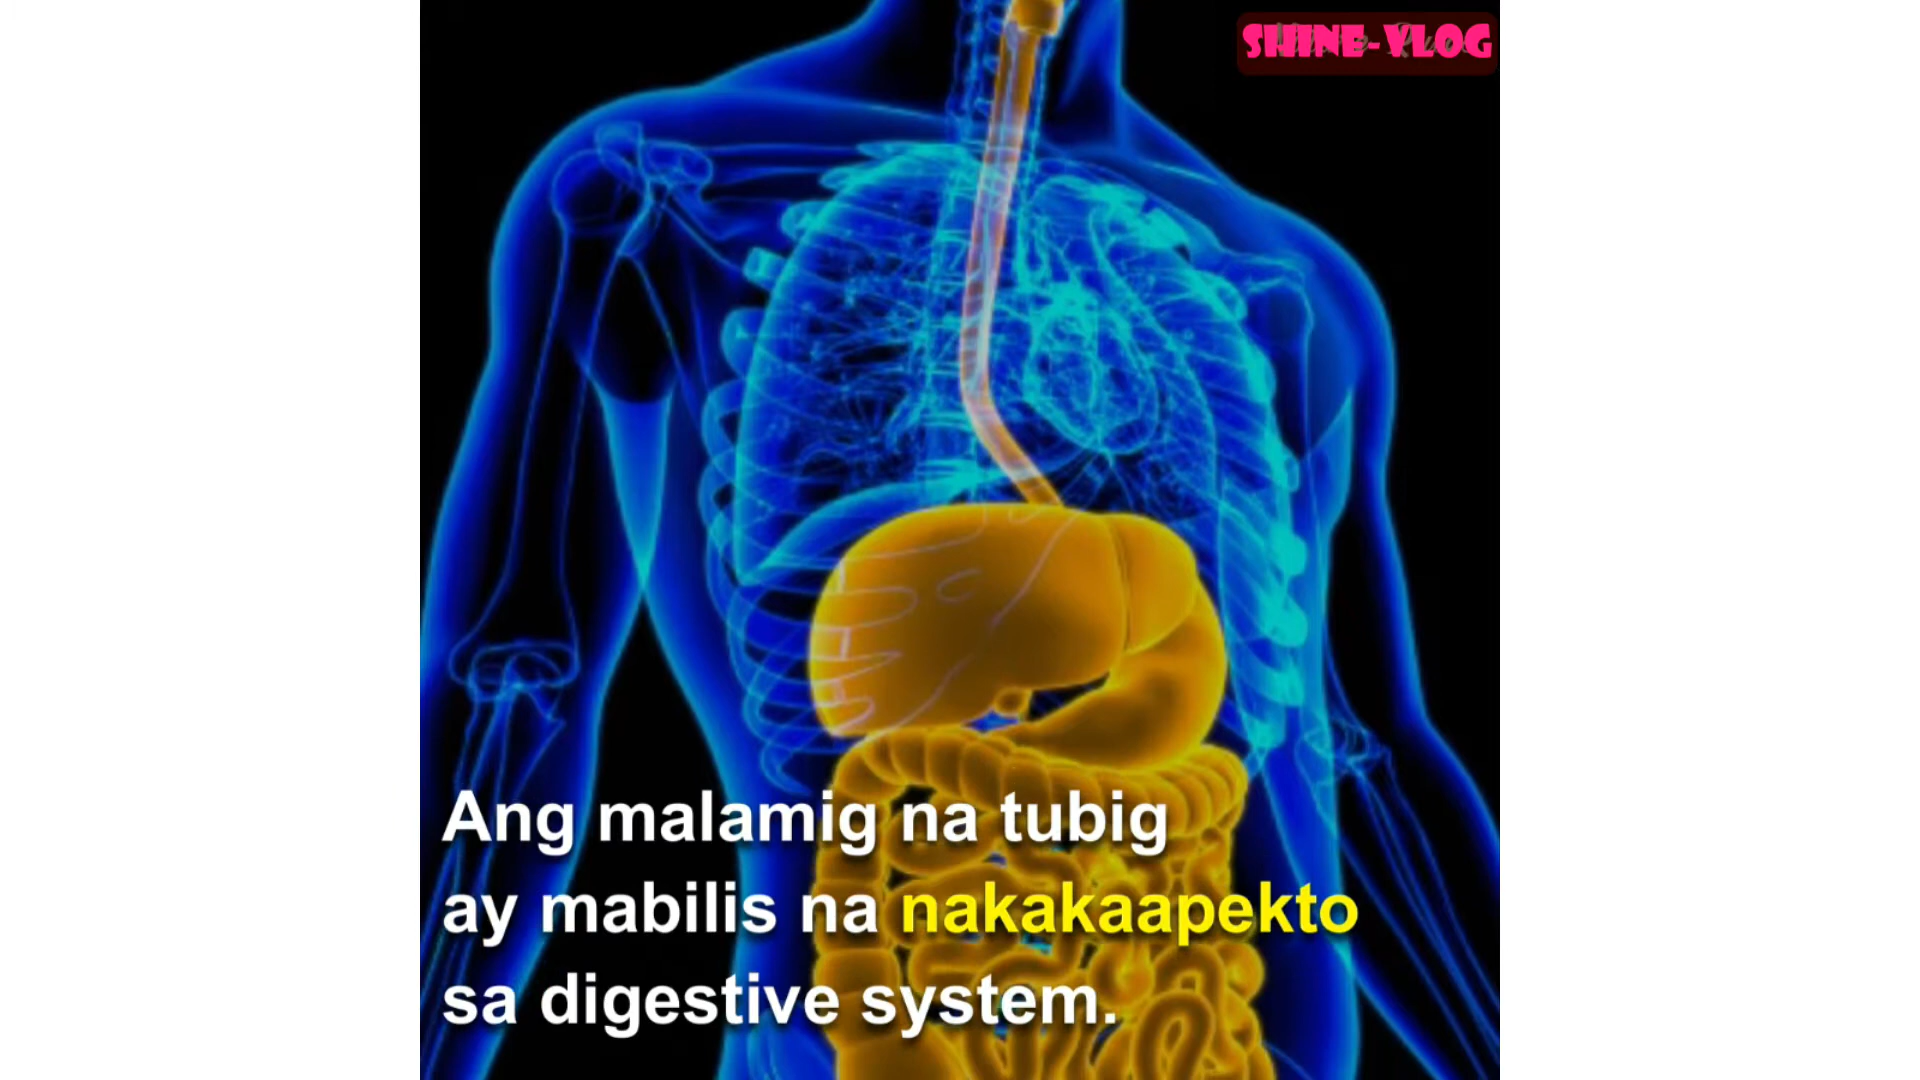 SHINE-VLOG
Ang malamig na tubig
ay mabilis na nakakaapekto
sa digestive system.